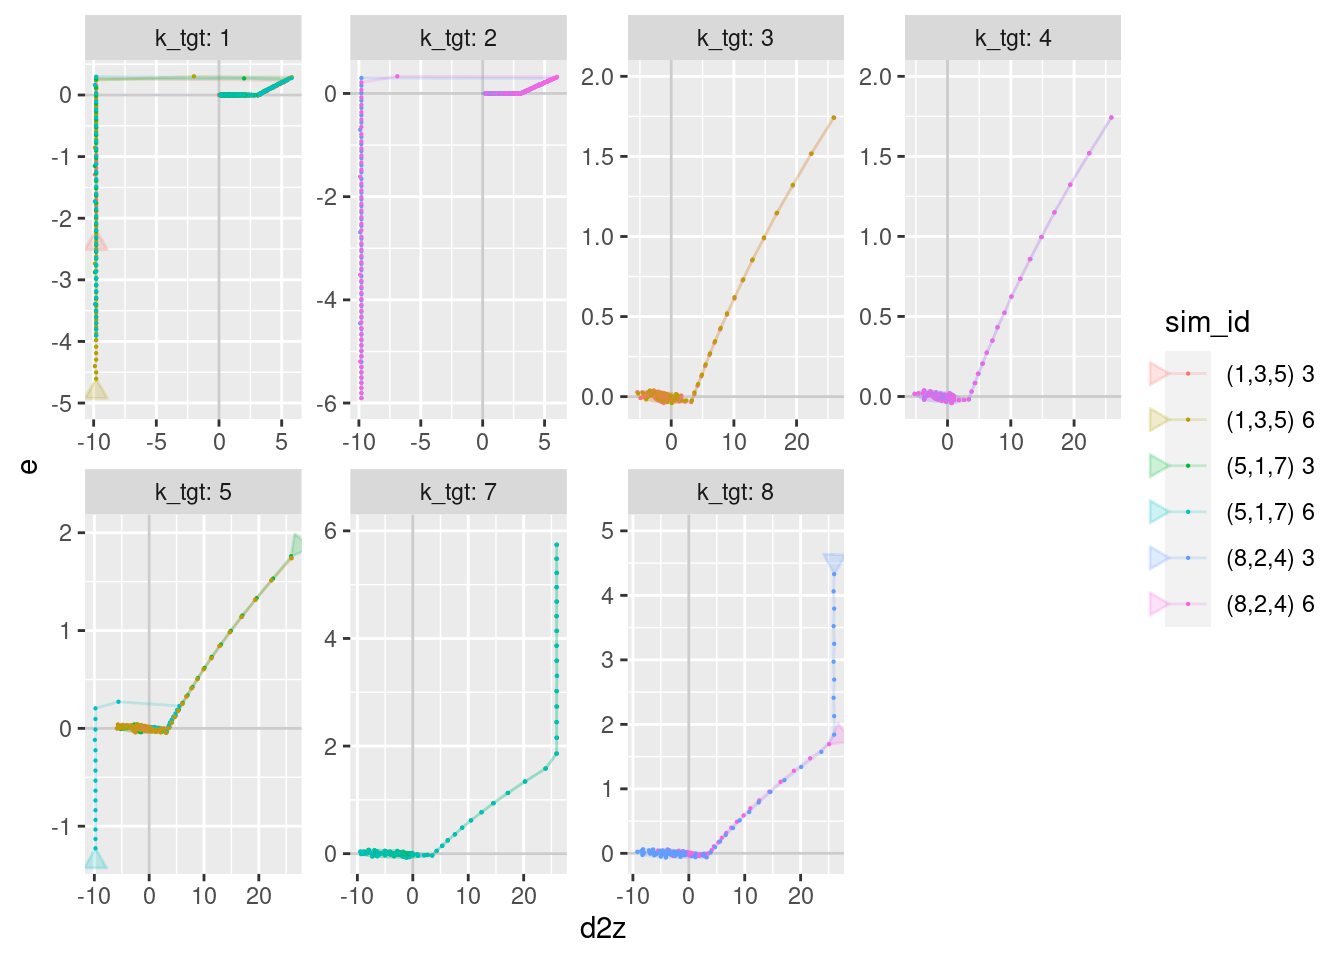 k_tgt: 1
k_tgt: 2
k_tgt: 3
k_tgt: 4
0
-1
-2
-3
-4
-5
0
-2
-4
-6
2.0
1.5
1.0
0.5
0.0
2.0
1.5
1.0
0.5
0.0
-10 -5 0 5
-10 -5 0 5
0 10 20
0 10 20
e
k_tgt: 5
k_tgt: 7
k_tgt: 8
2
1
0
-1
6
4
2
0
5
4
3
2
1
0
-10 0 10 20
-10 0 10 20
-10 0 10 20
d2z
sim_id
(1,3,5) 3
(1,3,5) 6
(5,1,7) 3
(5,1,7) 6
(8,2,4) 3
(8,2,4) 6